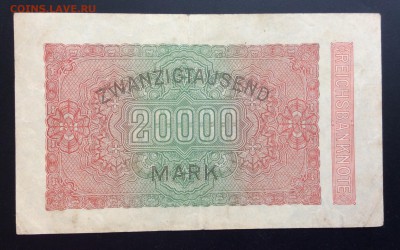 COINS.LAVE.RU
ZWANZIGTAUSEND
20000
MARK
REICHSBANKNOTE